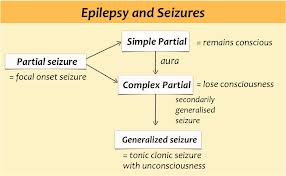 Epilepsy and Seizures
Simple Partial = remains conscious
Partial seizure
= focal onset seizure
aura
Complex Partial = lose consciousness
secondarily
generalised
seizure
Generalized seizure
= tonic clonic seizure
with unconsciousness